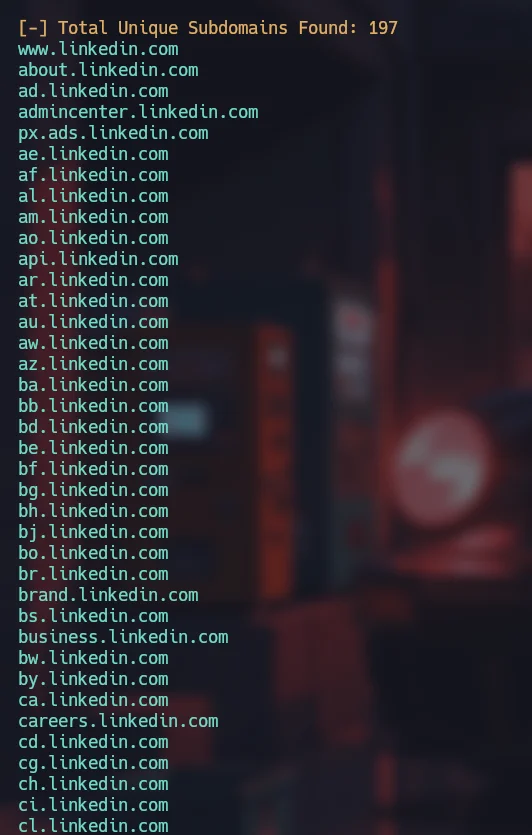 [-] Total Unique Subdomains Found: 197
www.linkedin.com
about.linkedin.com
ad.linkedin.com
admincenter.linkedin.com
px.ads.linkedin.com
ae.linkedin.com
af.linkedin.com
al.linkedin.com
am.linkedin.com
ao.linkedin.com
api.linkedin.com
ar.linkedin.com
at.linkedin.com
au.linkedin.com
aw.linkedin.com
az.linkedin.com
ba.linkedin.com
bb.linkedin.com
bd.linkedin.com
be.linkedin.com
bf.linkedin.com
bg.linkedin.com
bh.linkedin.com
bj.linkedin.com
bo.linkedin.com
br.linkedin.com
brand.linkedin.com
bs.linkedin.com
business.linkedin.com
bw.linkedin.com
by.linkedin.com
ca.linkedin.com
careers.linkedin.com
cd.linkedin.com
cg.linkedin.com
ch.linkedin.com
ci.linkedin.com
cl.linkedin.com